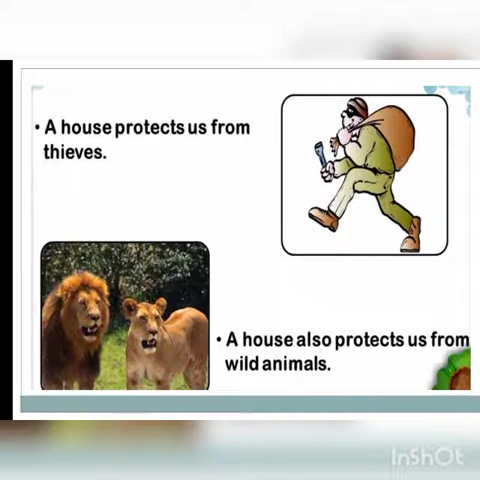 • A house protects us from
thieves.
• A house also protects us from
wild animals.
InShOt